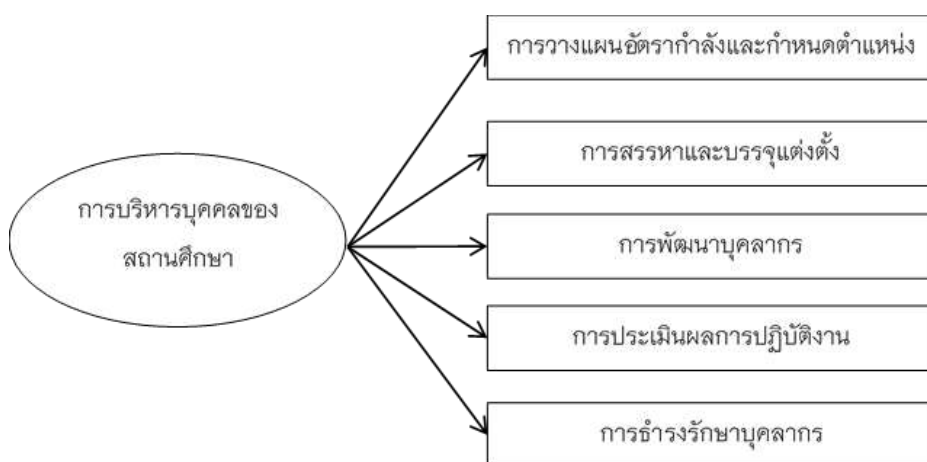 การวางแผนอัตรากำลังและกำหนดตำแหน่ง
การสรรหาและบรรจุแต่งตั้ง
การบริหารบุคคลของ
สถานศึกษา
การพัฒนาบุคลากร
การประเมินผลการปฏิบัติงาน
การธำรงรักษาบุคลากร